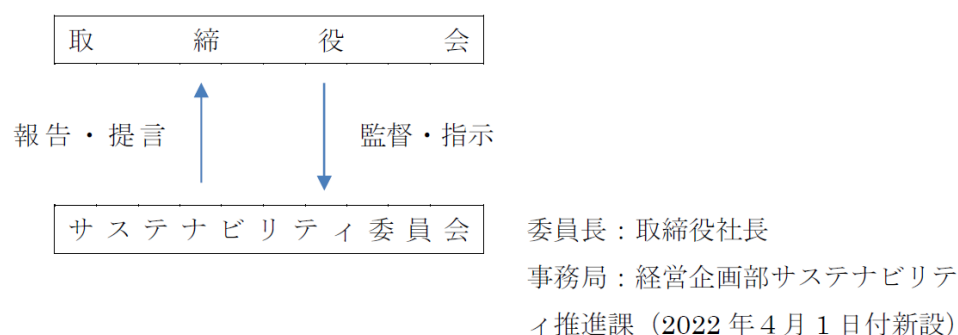 取締役会
報告・提言
監督・指示
サステナビリティ委員会
委員長：取締役社長
事務局：経営企画部サステナビリテ
ィ推進課（2022年4月1日付新設）